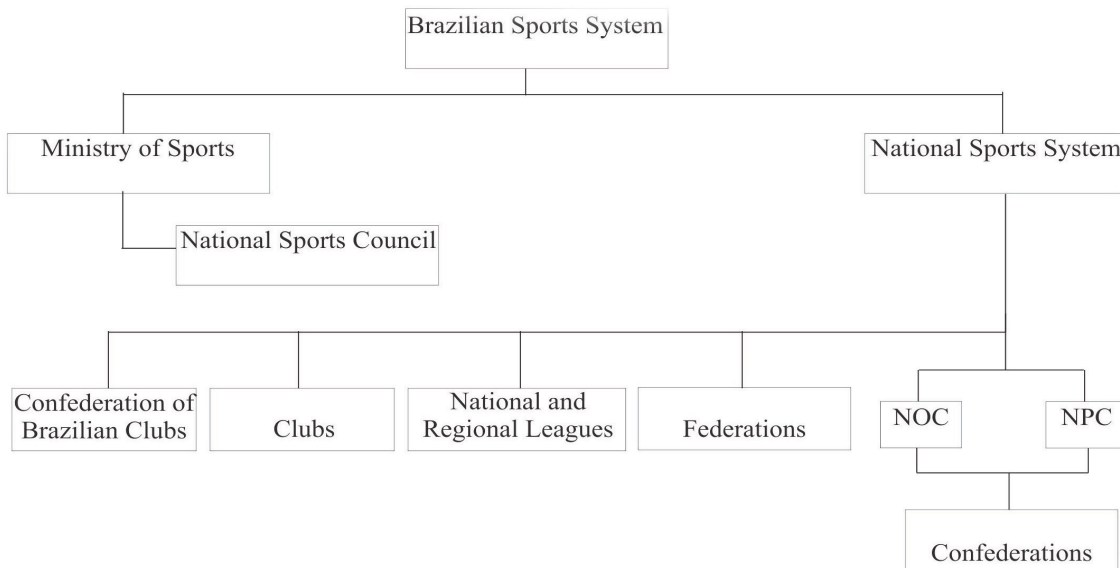 Brazilian Sports System
Ministry of Sports
National Sports System
National Sports Council
Confederation of
Brazilian Clubs
Clubs
National and
Regional Leagues
Federations
NOC
NPC
Confederations